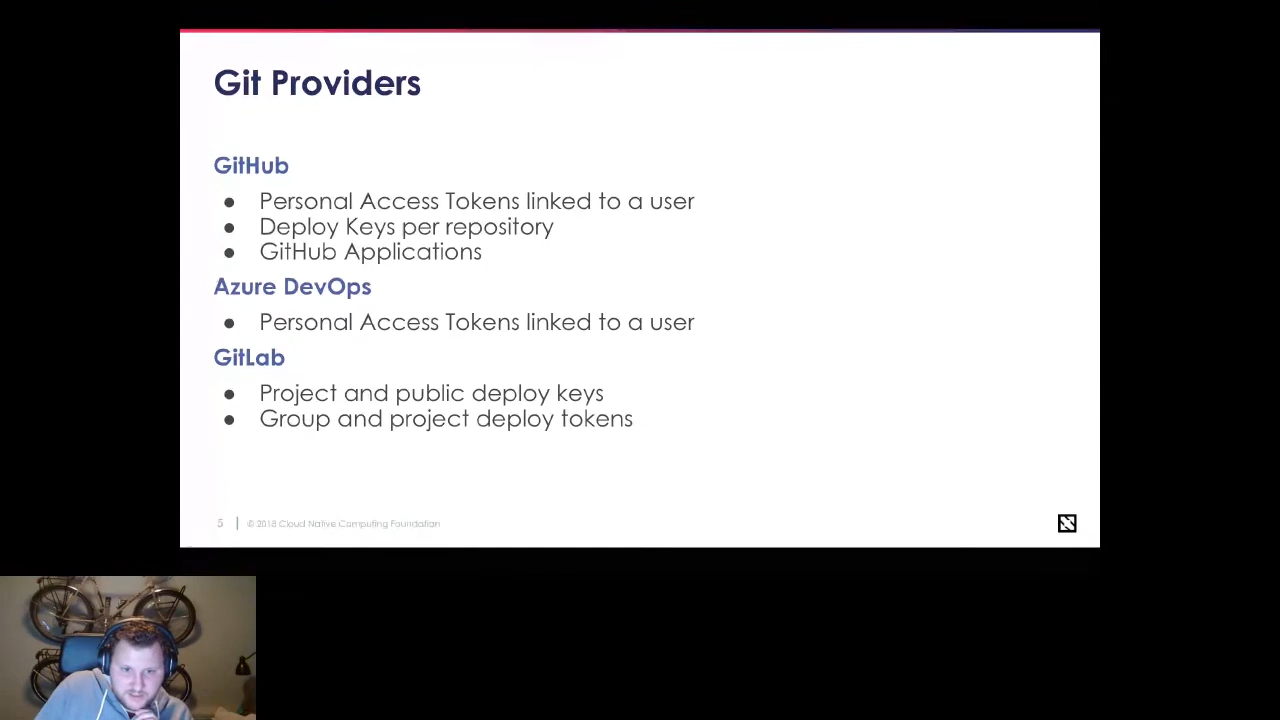 Git Providers
GitHub
● Personal Access Tokens linked to a user
● Deploy Keys per repository
● GitHub Applications
Azure DevOps
● Personal Access Tokens linked to a user
GitLab
● Project and public deploy keys
● Group and project deploy tokens
5 | © 2018 Cloud Native Computing Foundation